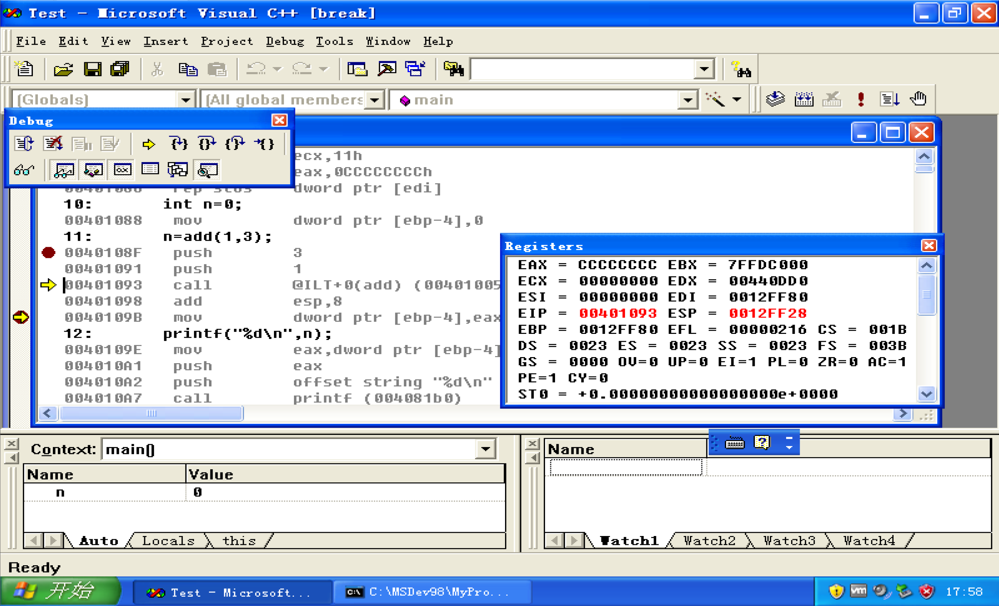 Test - Microsoft Visual C++ [break]
File Edit View Insert Project Debug Tools Window Help
(Globals) (All global members main
Debug
ecx,11h
eax,0CCCCCCCCh
rep stos dword ptr [edi]
10: int n=0;
00401088 mov dword ptr [ebp-4],0
11: n=add(1,3);
0040108F push 3
00401091 push 1
00401093 call @ILT+0(add) (00401005
00401098 add esp,8
0040109B mov dword ptr [ebp-4],eax
12: printf("%d\n",n);
0040109E mov eax,dword ptr [ebp-4]
004010A1 push eax
004010A2 push offset string "%d\n"
004010A7 call printf (004081b0)
Registers
EAX = CCCCCCCC EBX = 7FFDC000
ECX = 00000000 EDX = 00440DD0
ESI = 00000000 EDI = 0012FF80
EIP = 00401093 ESP = 0012FF28
EBP = 0012FF80 EFL = 00000216 CS = 001B
DS = 0023 ES = 0023 SS = 0023 FS = 003B
GS = 0000 OV=0 UP=0 EI=1 PL=0 ZR=0 AC=1
PE=1 CY=0
ST0 = +0.00000000000000000e+0000
Context: main()
Name Value
n 0
Auto Locals this
Name
Watch1 Watch2 Watch3 Watch4
Ready
开始 Test - Microsoft... C:\MSDev98\MyPro... 17:58